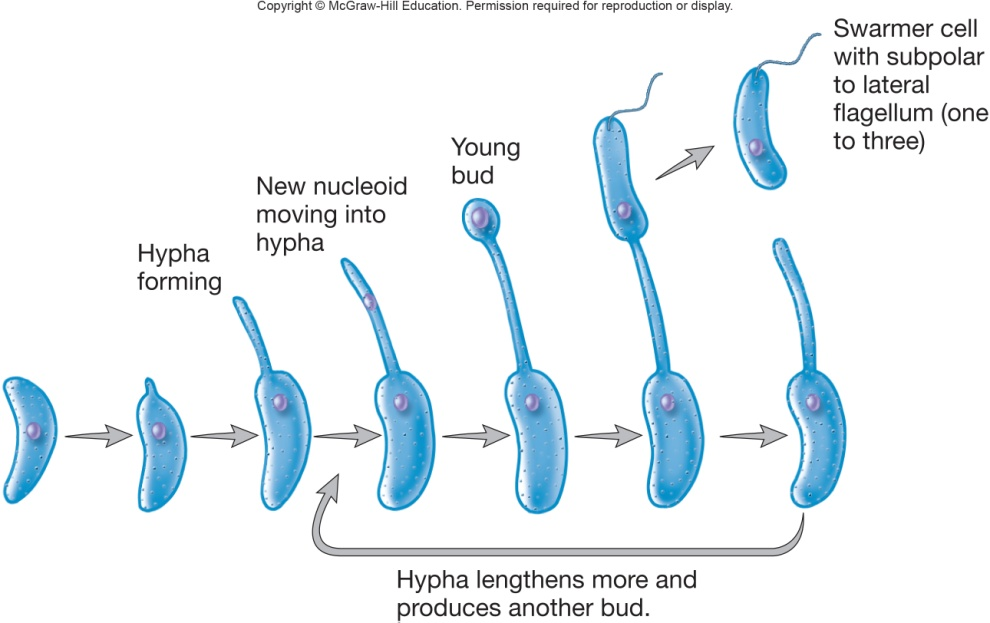 Copyright © McGraw-Hill Education. Permission required for reproduction or display.
Swarmer cell
with subpolar
to lateral
flagellum (one
to three)
Young
bud
New nucleoid
moving into
hypha
Hypha
forming
Hypha lengthens more and
produces another bud.